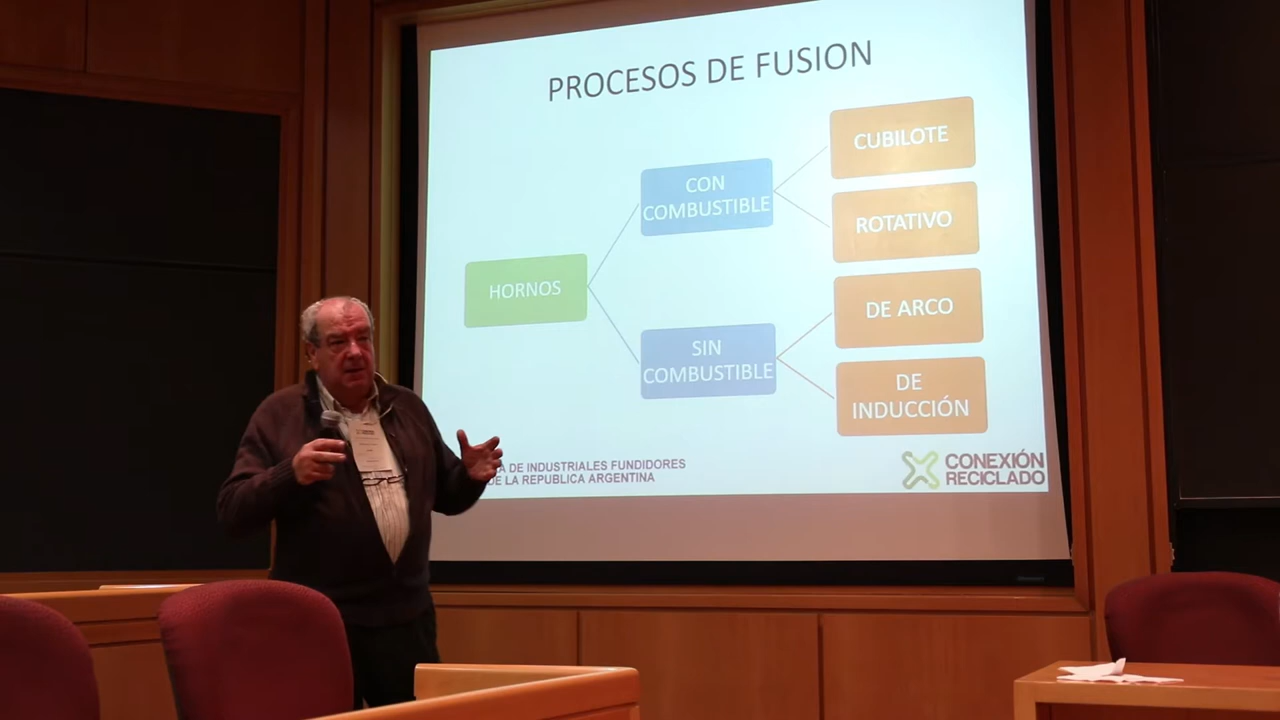 PROCESOS DE FUSION
HORNOS
CON
COMBUSTIBLE
SIN
COMBUSTIBLE
CUBILOTE
ROTATIVO
DE ARCO
DE
INDUCCIÓN
DE INDUSTRIALES FUNDIDORES
DE LA REPUBLICA ARGENTINA
CONEXIÓN
RECICLADO